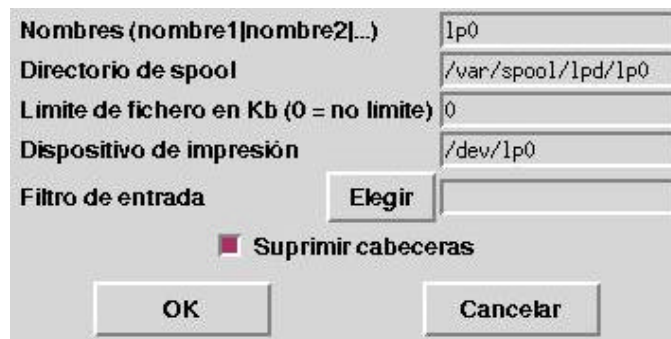 Nombres (nombre1|nombre2|...) lp0
Directorio de spool /var/spool/lpd/lp0
Limite de fichero en Kb (0 = no limite) 0
Dispositivo de impresión /dev/lp0
Filtro de entrada Elegir
Suprimir cabeceras
OK Cancelar